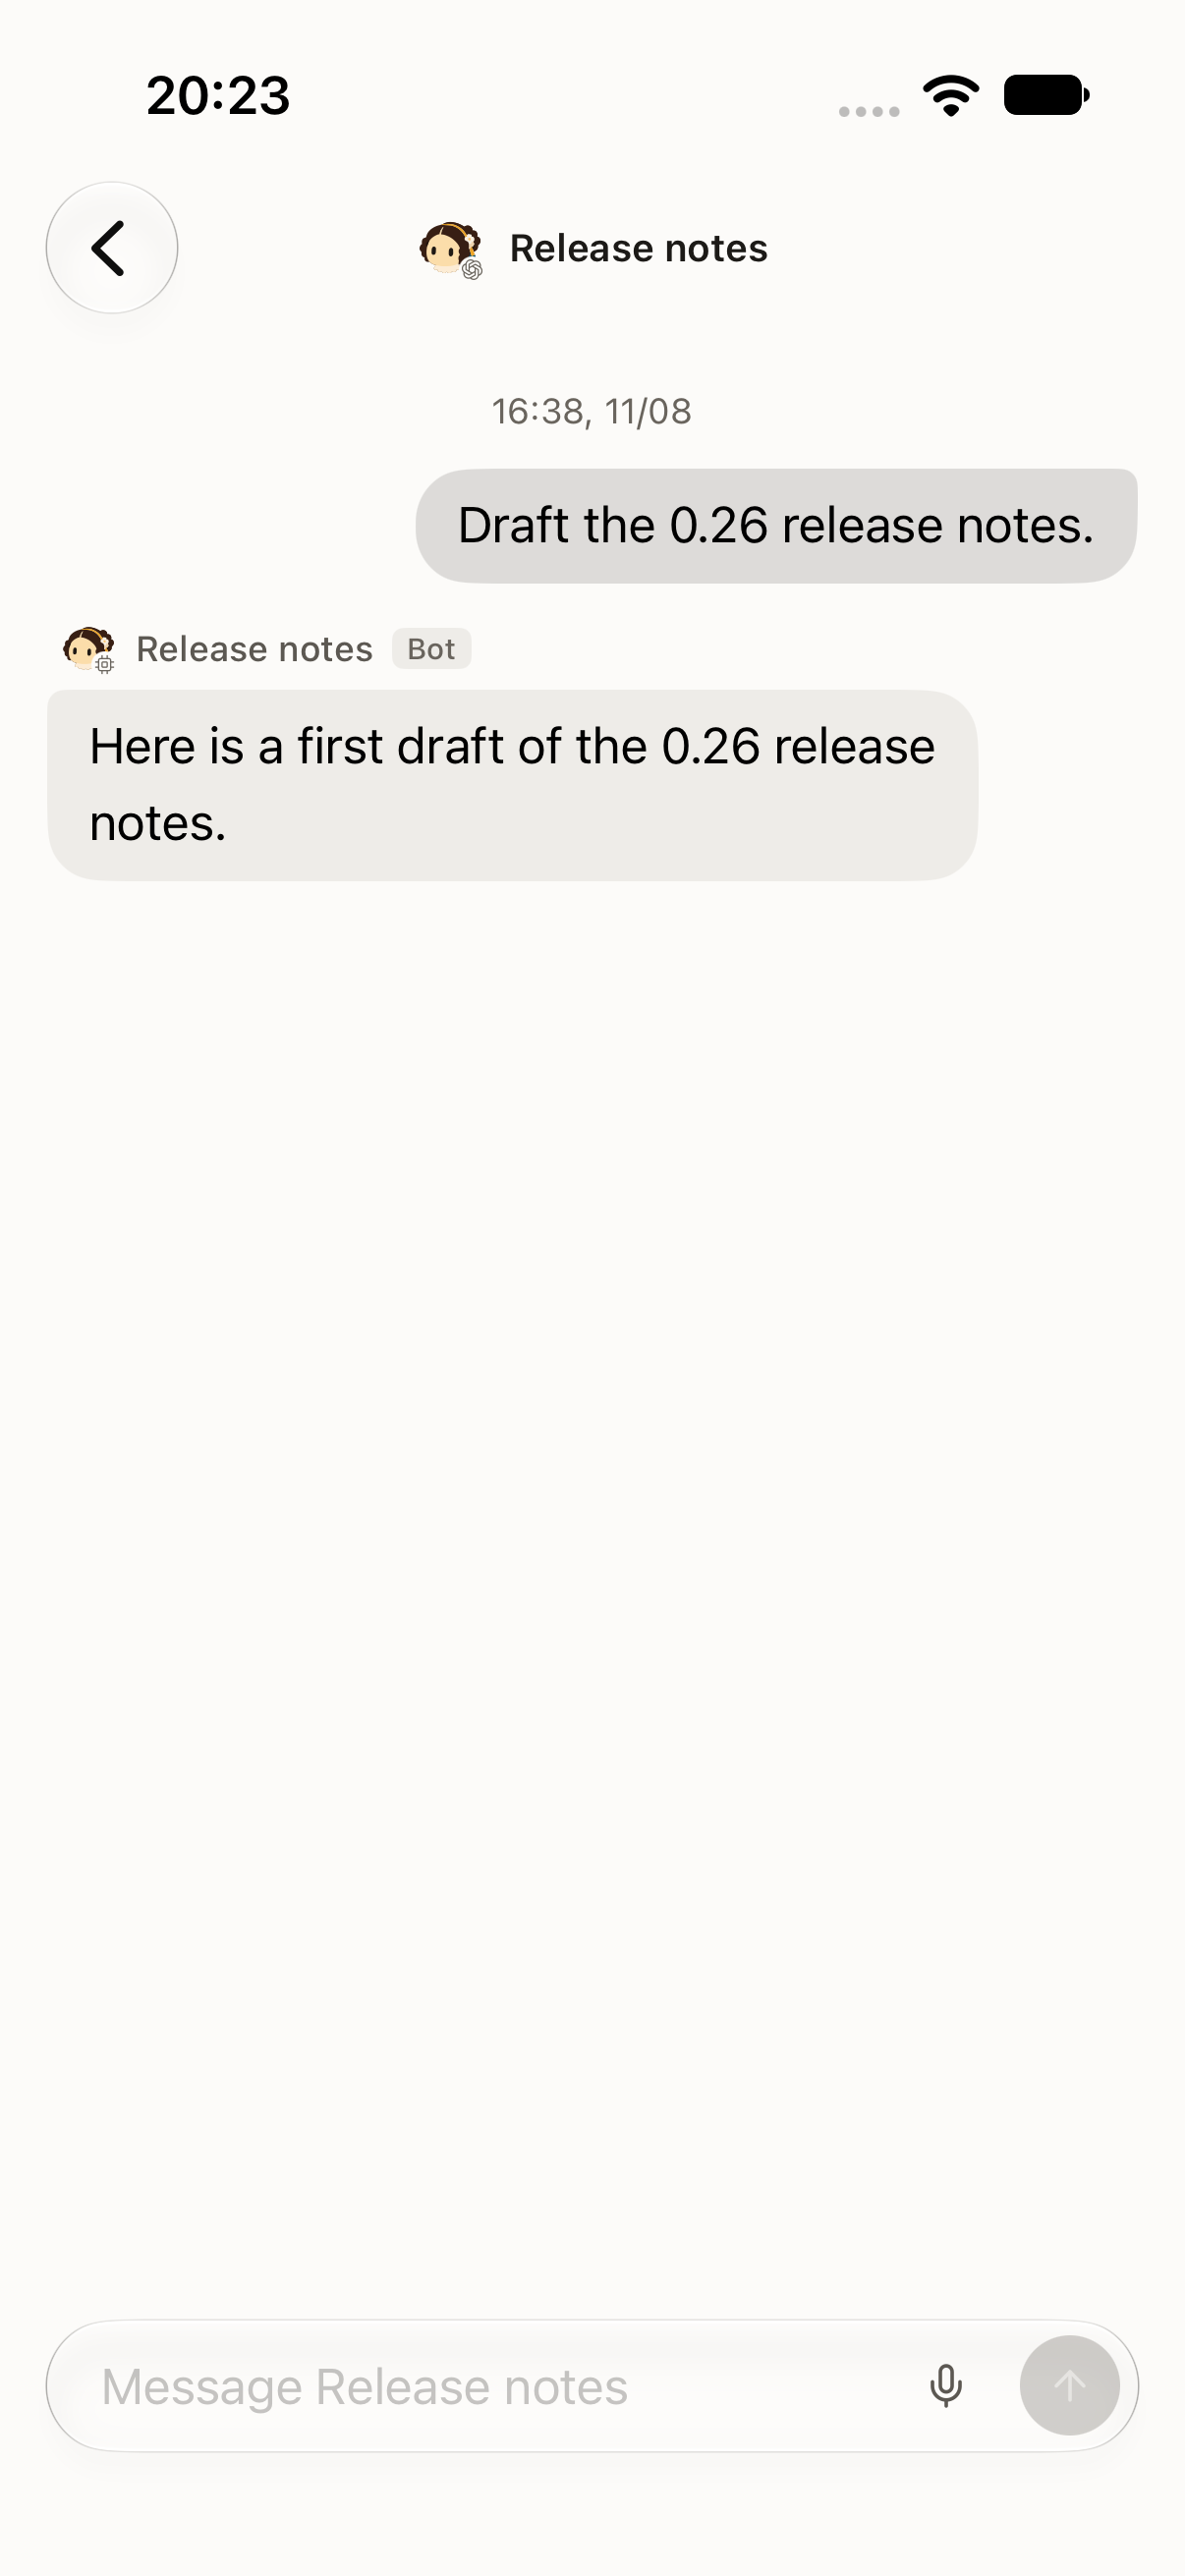 20:23
Release notes
16:38, 11/08
Draft the 0.26 release notes.
Release notes Bot
Here is a first draft of the 0.26 release
notes.
Message Release notes